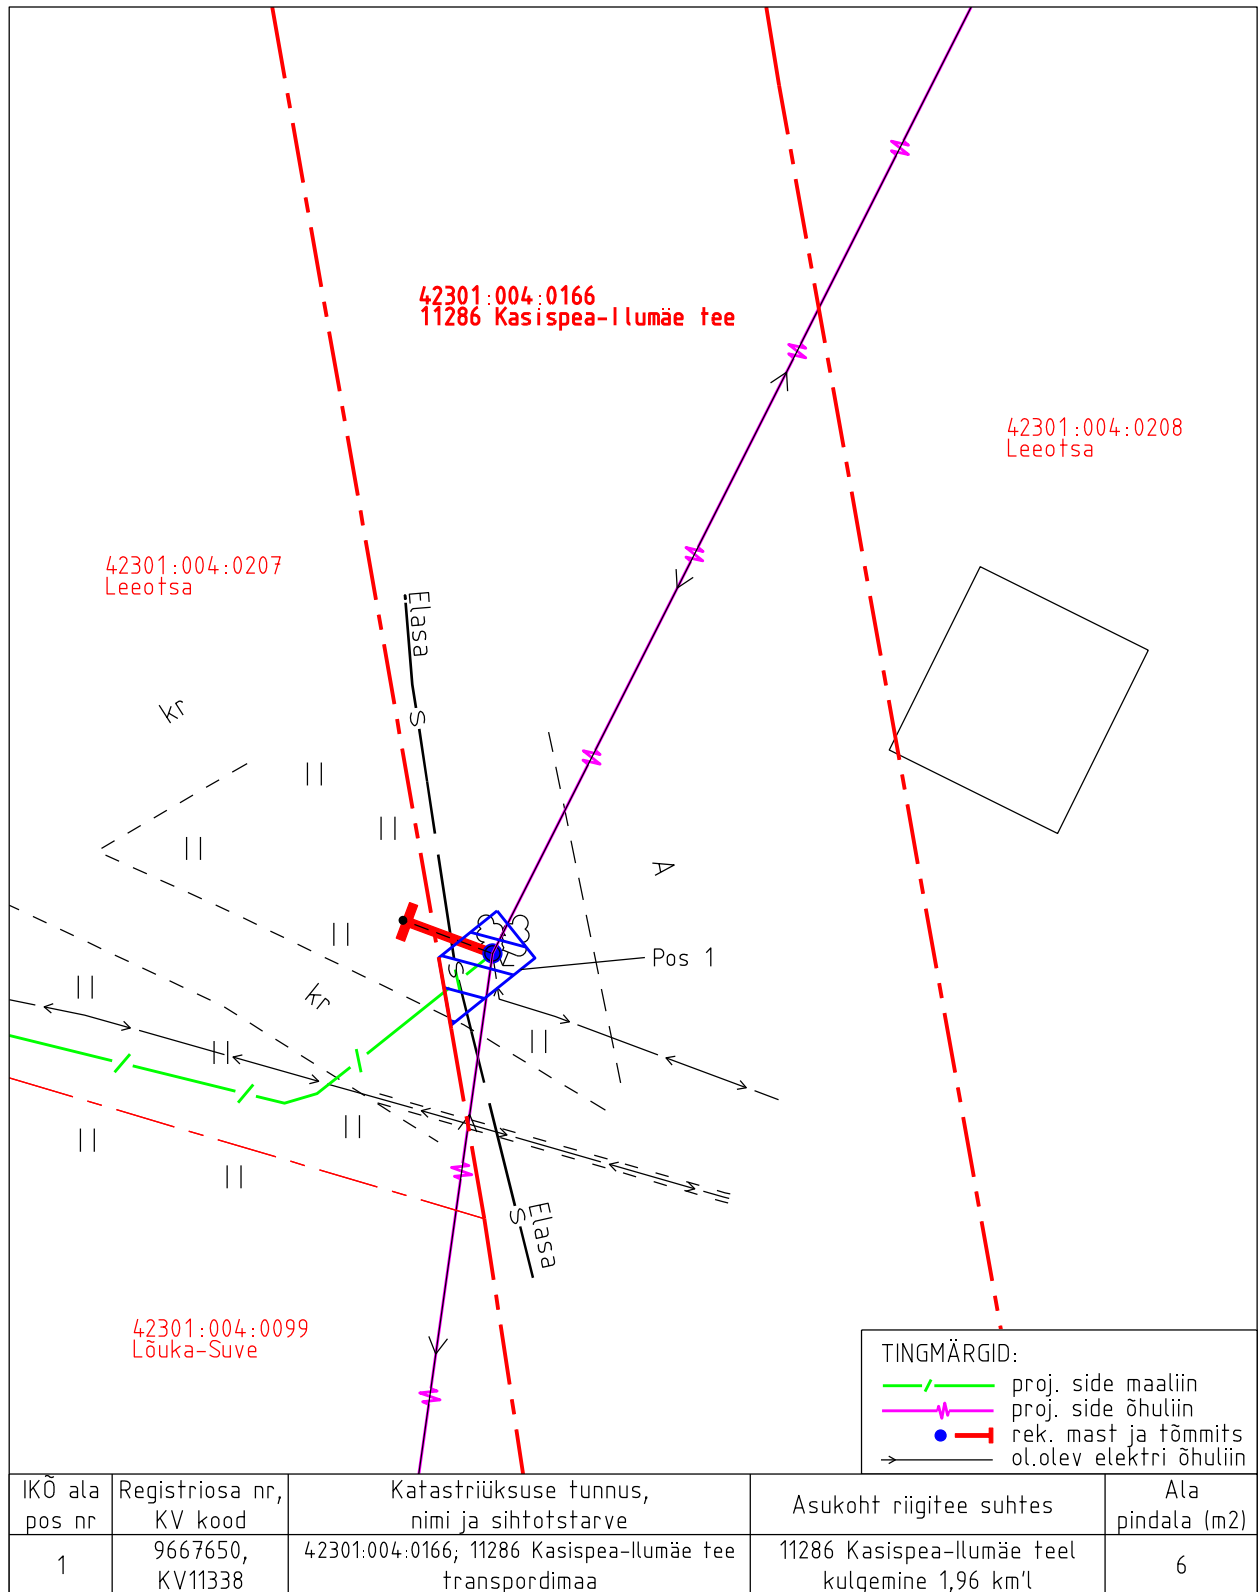 42301:004:0166
11286 Kasispea-Ilumäe tee
42301:004:0208
Leeotsa
42301:004:0207
Leeotsa
Elasa
S
kr
A
Pos 1
S
kr
S
Elasa
42301:004:0099
Lõuka-Suve
TINGMÄRGID:
proj. side maaliin
proj. side õhuliin
rek. mast ja tõmmits
ol.olev elektri õhuliin
IKÕ ala
pos nr
Registriosa nr,
KV kood
Katastriüksuse tunnus,
nimi ja sihtotstarve
Asukoht riigitee suhtes
Ala
pindala (m2)
1
9667650,
KV11338
42301:004:0166; 11286 Kasispea-Ilumäe tee
transpordimaa
11286 Kasispea-Ilumäe teel
kulgemine 1,96 km'l
6